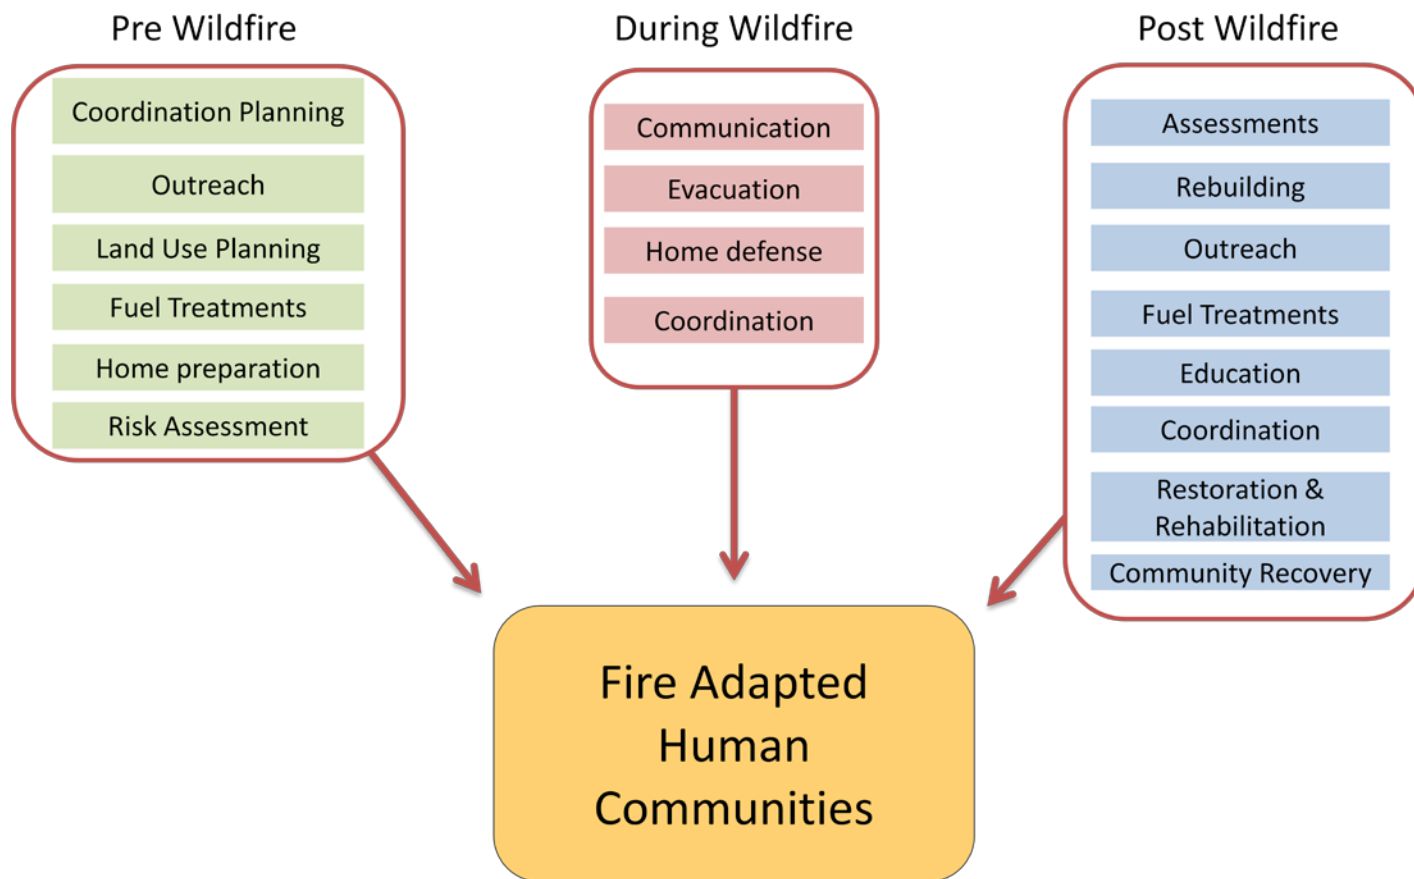 Pre Wildfire
Coordination Planning
Outreach
Land Use Planning
Fuel Treatments
Home preparation
Risk Assessment
During Wildfire
Communication
Evacuation
Home defense
Coordination
Post Wildfire
Assessments
Rebuilding
Outreach
Fuel Treatments
Education
Coordination
Restoration &
Rehabilitation
Community Recovery
Fire Adapted
Human
Communities